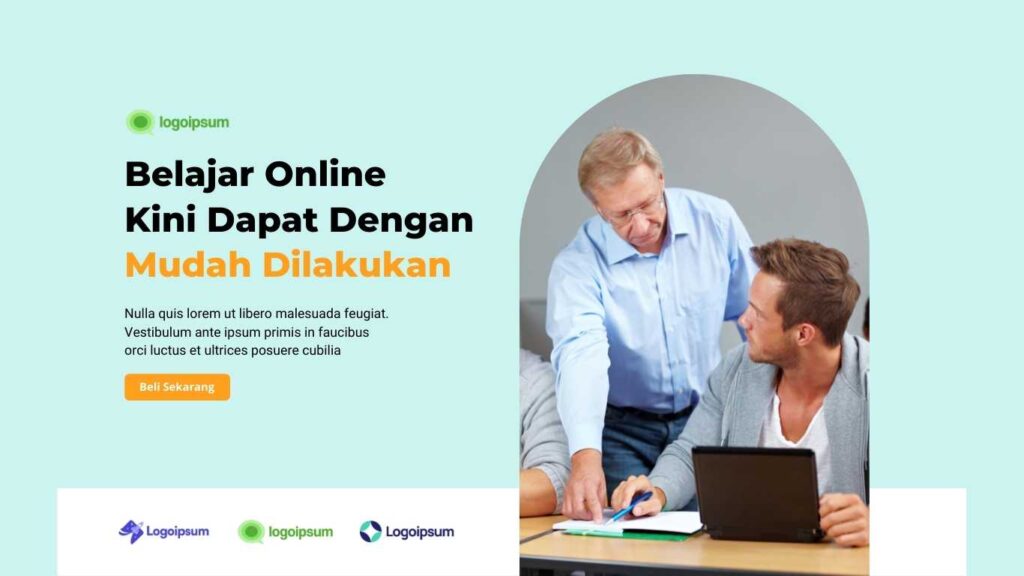 logoipsum
Belajar Online
Kini Dapat Dengan
Mudah Dilakukan
Nulla quis lorem ut libero malesuada feugiat.
Vestibulum ante ipsum primis in faucibus
orci luctus et ultrices posuere cubilia
Beli Sekarang
Logoipsum logoipsum Logoipsum